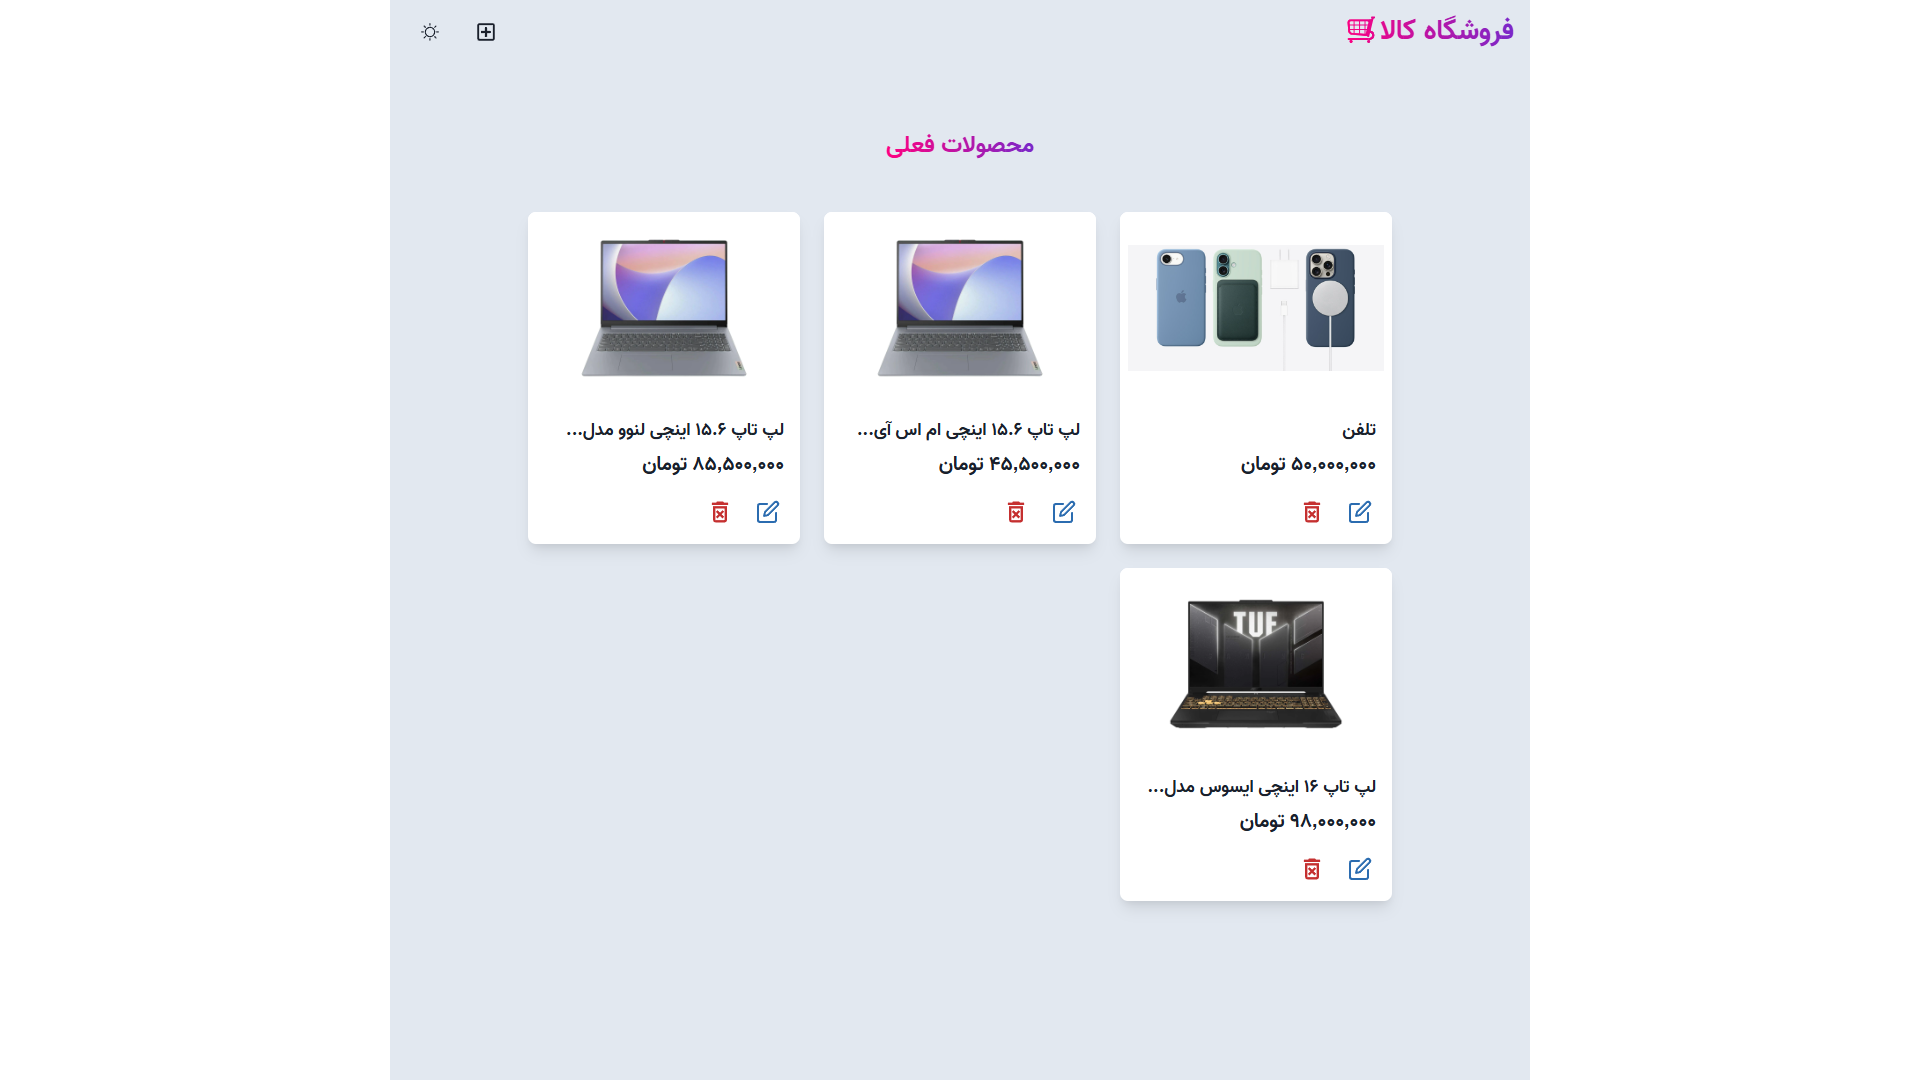 فروشگاه کالا
محصولات فعلی
تلفن
۵۰,۰۰۰,۰۰۰ تومان
لپ تاپ ۱۵.۶ اینچی ام اس آی...
۴۵,۵۰۰,۰۰۰ تومان
لپ تاپ ۱۵.۶ اینچی لنوو مدل...
۸۵,۵۰۰,۰۰۰ تومان
TUF
لپ تاپ ۱۶ اینچی ایسوس مدل...
۹۸,۰۰۰,۰۰۰ تومان